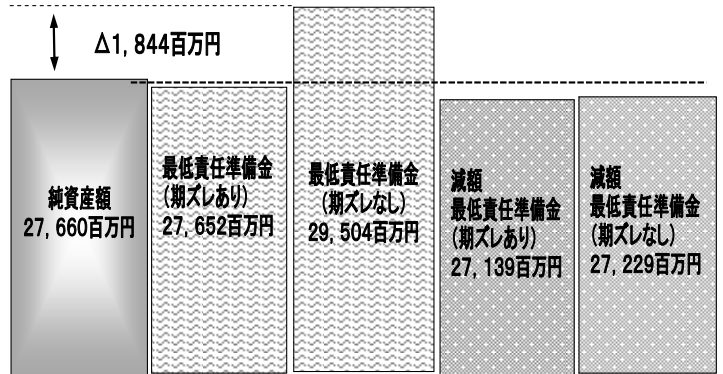 Δ1,844百万円
純資産額
27,660百万円
最低責任準備金
(期ズレあり)
27,652百万円
最低責任準備金
(期ズレなし)
29,504百万円
減額
最低責任準備金
(期ズレあり)
27,139百万円
減額
最低責任準備金
(期ズレなし)
27,229百万円